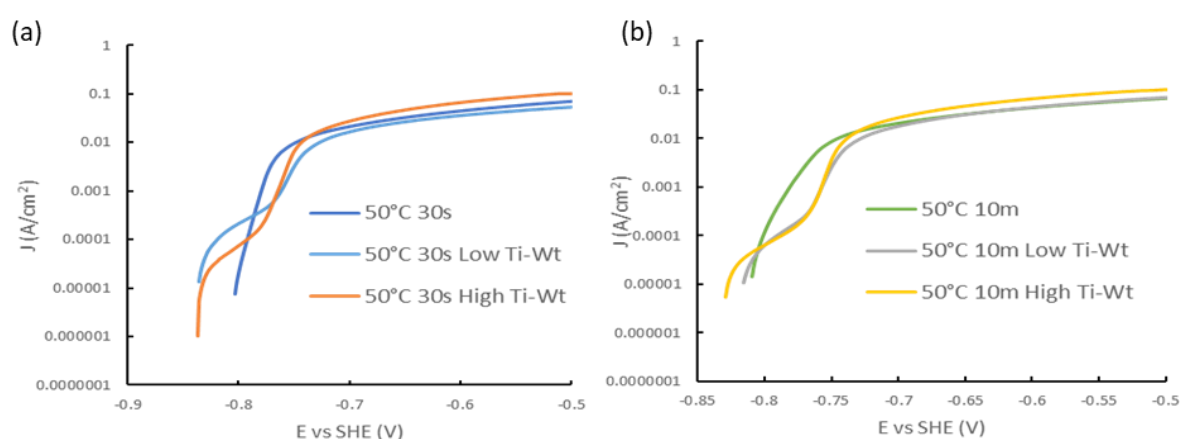 (a)
1
0.1
0.01
0.001
0.0001
0.00001
0.000001
0.0000001
J (A/cm²)
50°C 30s
50°C 30s Low Ti-Wt
50°C 30s High Ti-Wt
-0.9 -0.8 -0.7 -0.6 -0.5
E vs SHE (V)
(b)
1
0.1
0.01
0.001
0.0001
0.00001
0.000001
0.0000001
J (A/cm²)
50°C 10m
50°C 10m Low Ti-Wt
50°C 10m High Ti-Wt
-0.85 -0.8 -0.75 -0.7 -0.65 -0.6 -0.55 -0.5
E vs SHE (V)